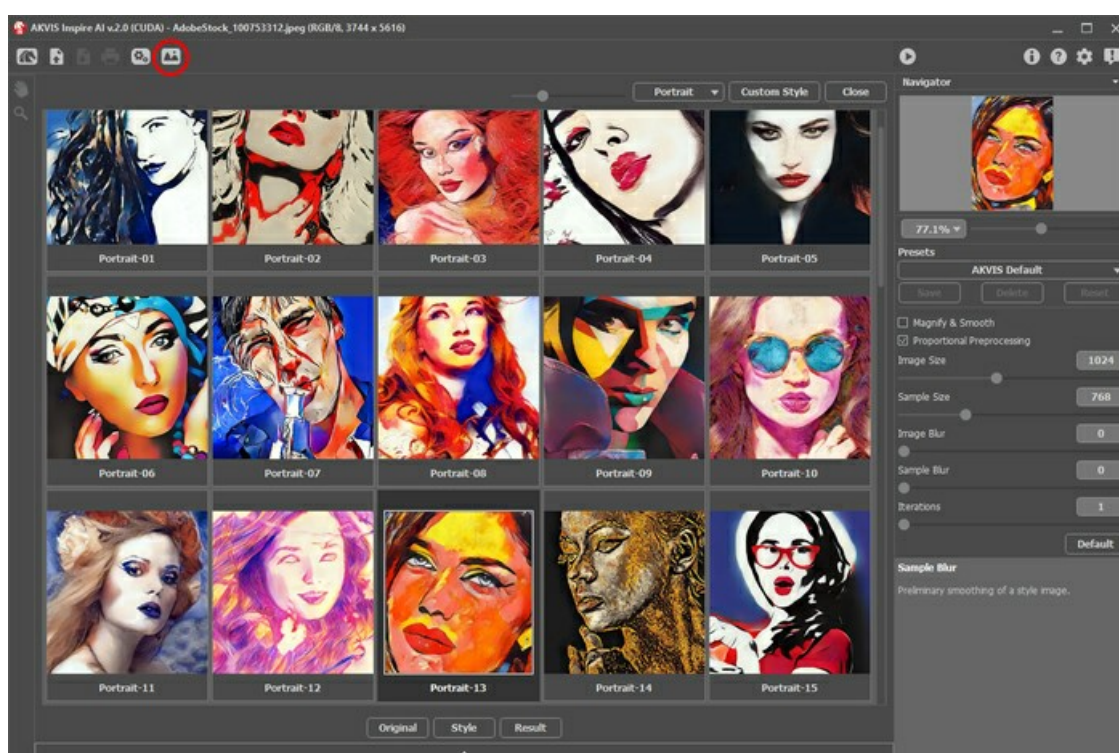 AKVIS Inspire AI v.2.0 (CUDA) - AdobeStock_100753312.jpeg (RGB/8, 3744 x 5616)
Portrait
Custom Style
Close
Portrait-01
Portrait-02
Portrait-03
Portrait-04
Portrait-05
Portrait-06
Portrait-07
Portrait-08
Portrait-09
Portrait-10
Portrait-11
Portrait-12
Portrait-13
Portrait-14
Portrait-15
Original
Style
Result
Navigator
77.1%
Presets
AKVIS Default
Save
Delete
Reset
Magnify & Smooth
Proportional Preprocessing
Image Size
1024
Sample Size
768
Image Blur
0
Sample Blur
0
Iterations
1
Default
Sample Blur
Preliminary smoothing of a style image.